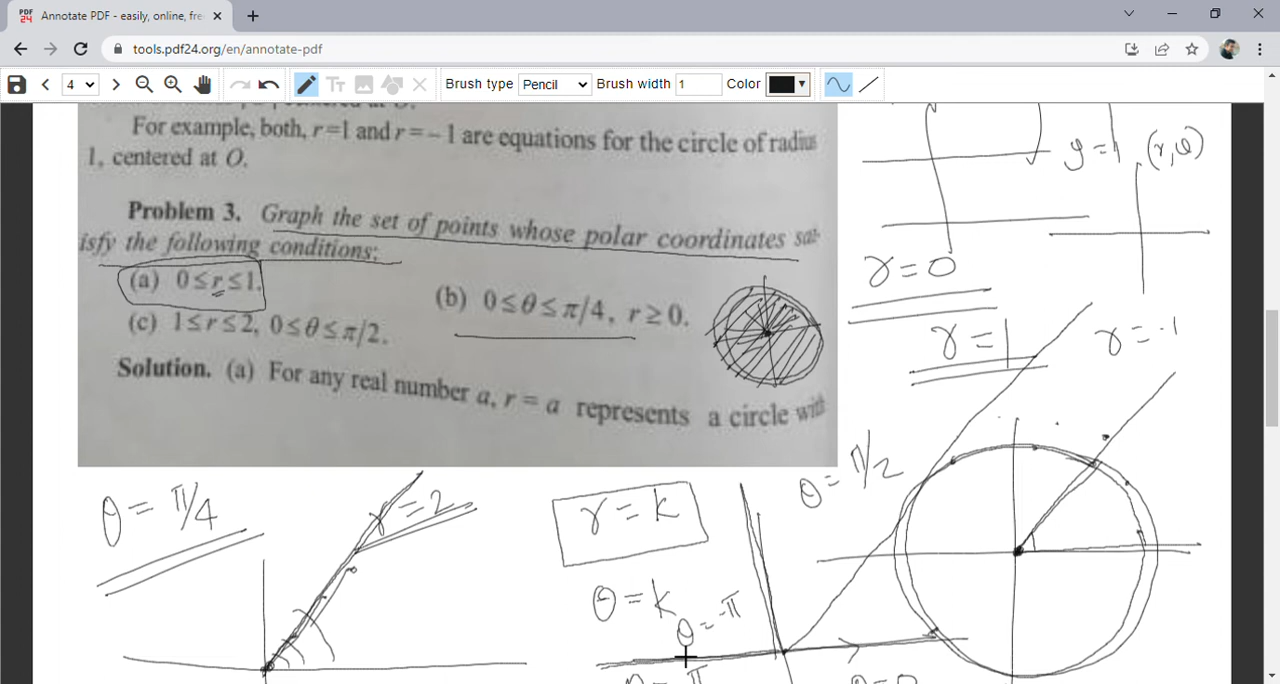 Annotate PDF - easily, online, fre
tools.pdf24.org/en/annotate-pdf
4
Brush type Pencil Brush width 1 Color
For example, both, r=1 and r=-1 are equations for the circle of radius
1, centered at O.
Problem 3. Graph the set of points whose polar coordinates sat-
isfy the following conditions:
(a) 0≤r≤1.
(b) 0≤θ≤π/4, r≥0.
(c) 1≤r≤2, 0≤θ≤π/2.
Solution. (a) For any real number a, r = a represents a circle with
y=1 (r,θ)
r=0
r=1
r=-1
θ=π/2
θ=π/4
r=2
r=k
θ=k
θ=-π